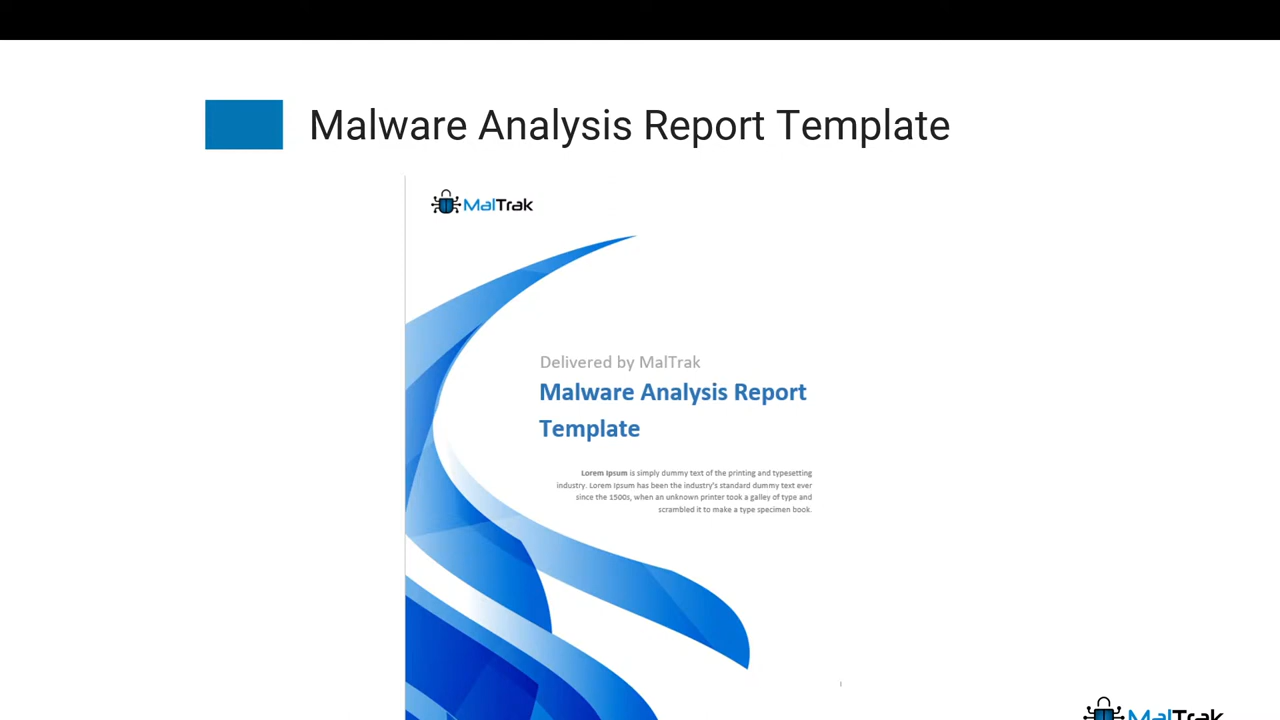 Malware Analysis Report Template
MalTrak
Delivered by MalTrak
Malware Analysis Report
Template
Lorem Ipsum is simply dummy text of the printing and typesetting
industry. Lorem Ipsum has been the industry's standard dummy text ever
since the 1500s, when an unknown printer took a galley of type and
scrambled it to make a type specimen book.
MalTrak